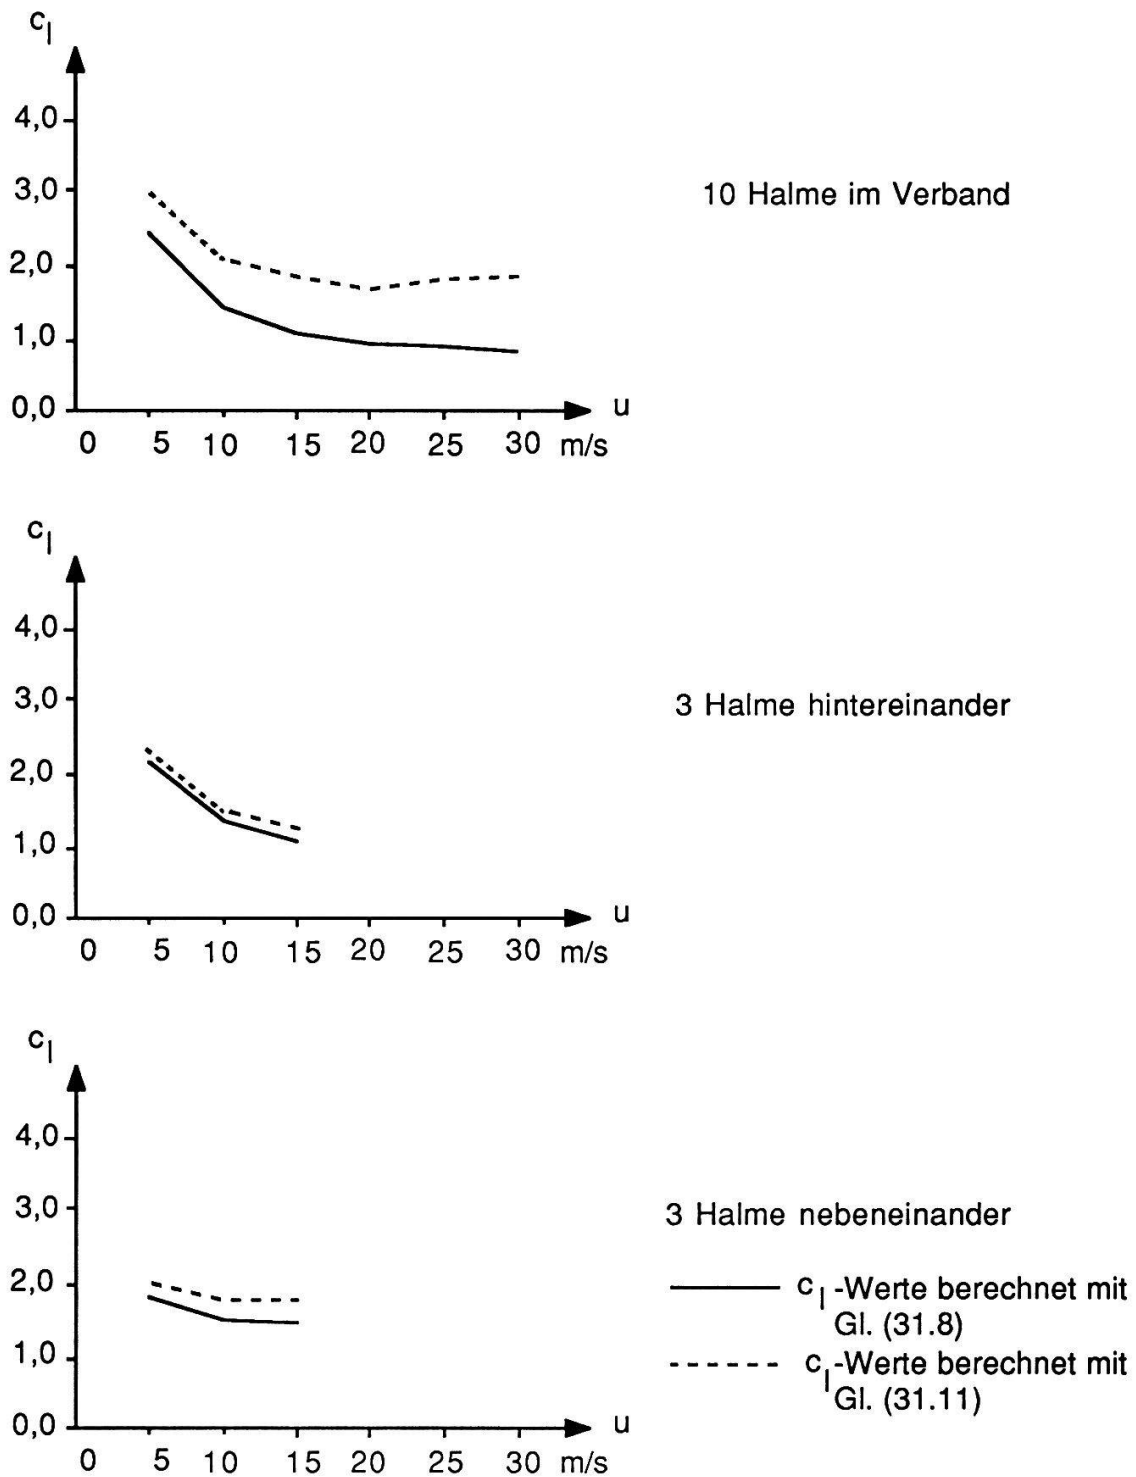 c_l
4,0
3,0
2,0
1,0
0,0
0 5 10 15 20 25 30 m/s
u
10 Halme im Verband
c_l
4,0
3,0
2,0
1,0
0,0
0 5 10 15 20 25 30 m/s
u
3 Halme hintereinander
c_l
4,0
3,0
2,0
1,0
0,0
0 5 10 15 20 25 30 m/s
u
3 Halme nebeneinander
c_l -Werte berechnet mit
Gl. (31.8)
c_l -Werte berechnet mit
Gl. (31.11)